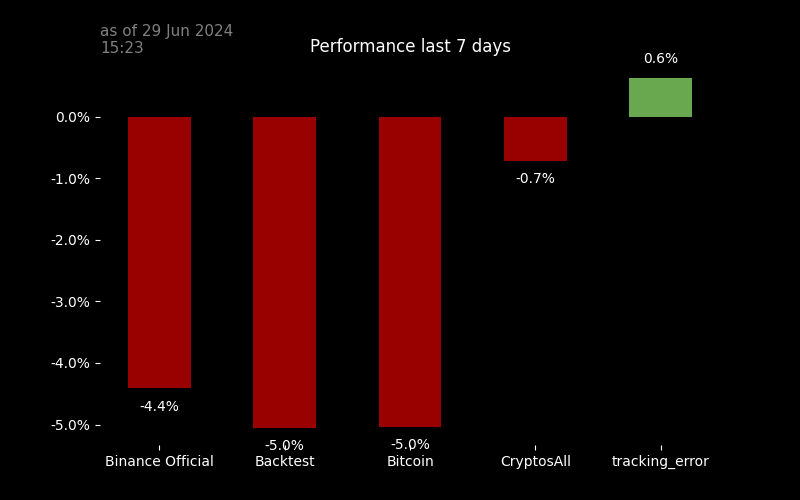 as of 29 Jun 2024
15:23
Performance last 7 days
0.6%
0.0%
-1.0%
-0.7%
-2.0%
-3.0%
-4.0%
-4.4%
-5.0%
-5.0%
-5.0%
Binance Official
Backtest
Bitcoin
CryptosAll
tracking_error